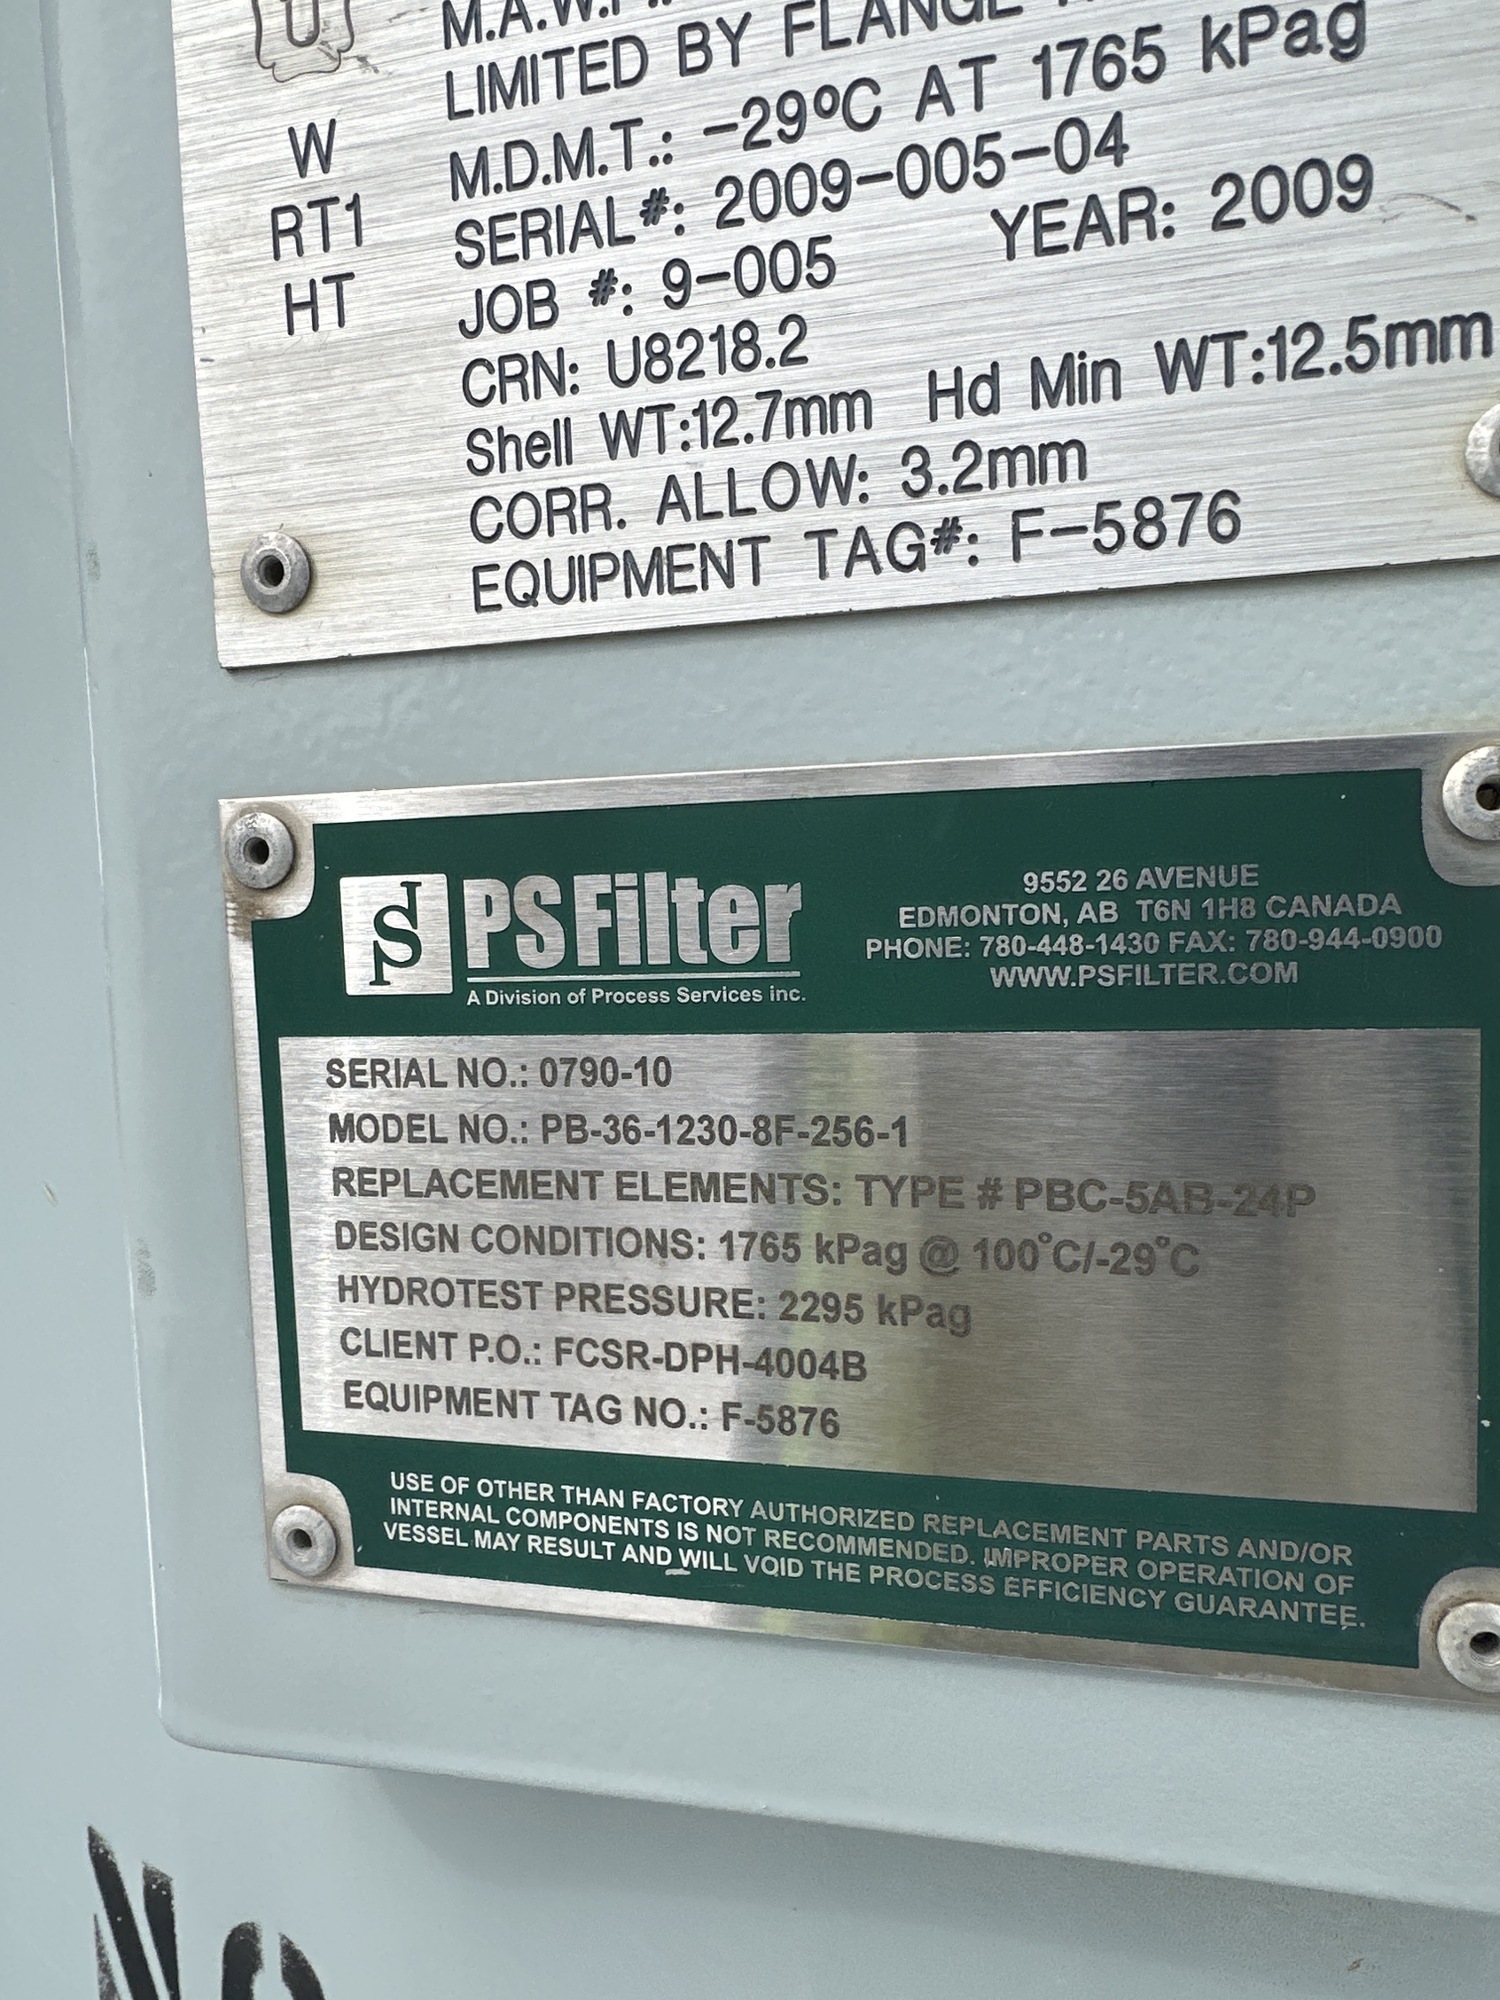 U
LIMITED BY FLANGE
W
M.D.M.T.: -29ºC AT 1765 kPag
RT1
SERIAL#: 2009-005-04
HT
JOB #: 9-005 YEAR: 2009
CRN: U8218.2
Shell WT:12.7mm Hd Min WT:12.5mm
CORR. ALLOW: 3.2mm
EQUIPMENT TAG#: F-5876
PSFilter
A Division of Process Services inc.
9552 26 AVENUE
EDMONTON, AB T6N 1H8 CANADA
PHONE: 780-448-1430 FAX: 780-944-0900
WWW.PSFILTER.COM
SERIAL NO.: 0790-10
MODEL NO.: PB-36-1230-8F-256-1
REPLACEMENT ELEMENTS: TYPE # PBC-5AB-24P
DESIGN CONDITIONS: 1765 kPag @ 100°C/-29°C
HYDROTEST PRESSURE: 2295 kPag
CLIENT P.O.: FCSR-DPH-4004B
EQUIPMENT TAG NO.: F-5876
USE OF OTHER THAN FACTORY AUTHORIZED REPLACEMENT PARTS AND/OR
INTERNAL COMPONENTS IS NOT RECOMMENDED. IMPROPER OPERATION OF
VESSEL MAY RESULT AND WILL VOID THE PROCESS EFFICIENCY GUARANTEE.